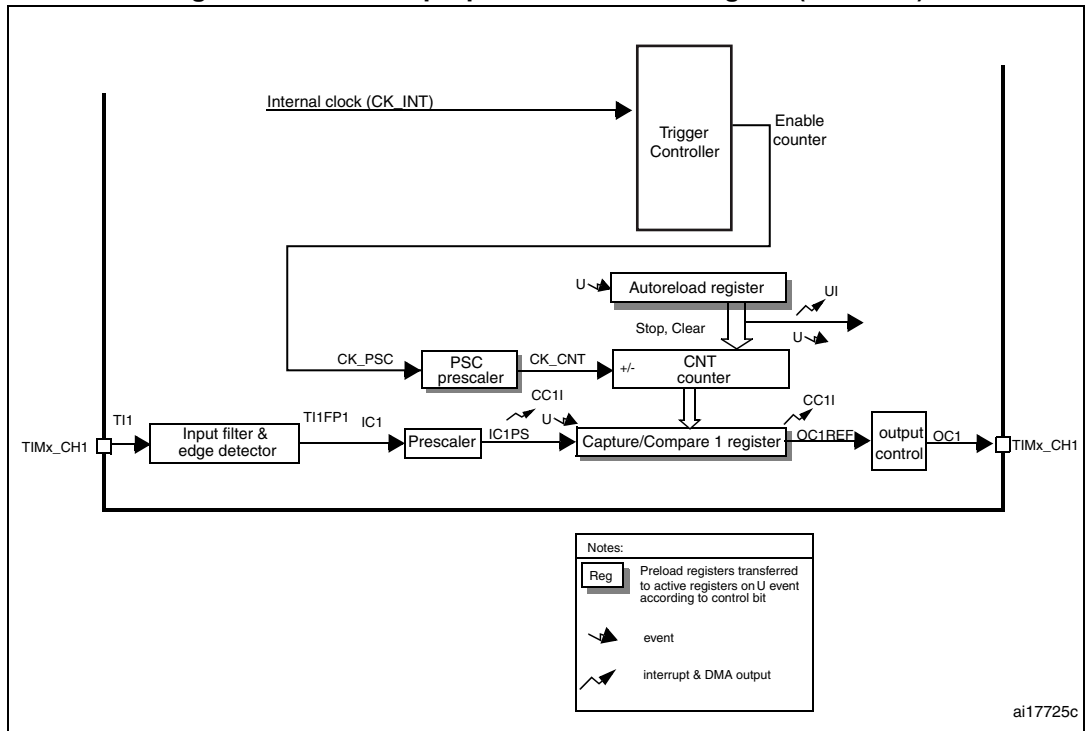 Internal clock (CK_INT)
Trigger
Controller
Enable
counter
U
Autoreload register
UI
Stop, Clear
U
CK_PSC
PSC
prescaler
CK_CNT
+/-
CNT
counter
CC1I
U
CC1I
TIMx_CH1
TI1
Input filter &
edge detector
TI1FP1
IC1
Prescaler
IC1PS
Capture/Compare 1 register
OC1REF
output
control
OC1
TIMx_CH1
Notes:
Reg
Preload registers transferred
to active registers on U event
according to control bit
event
interrupt & DMA output
ai17725c